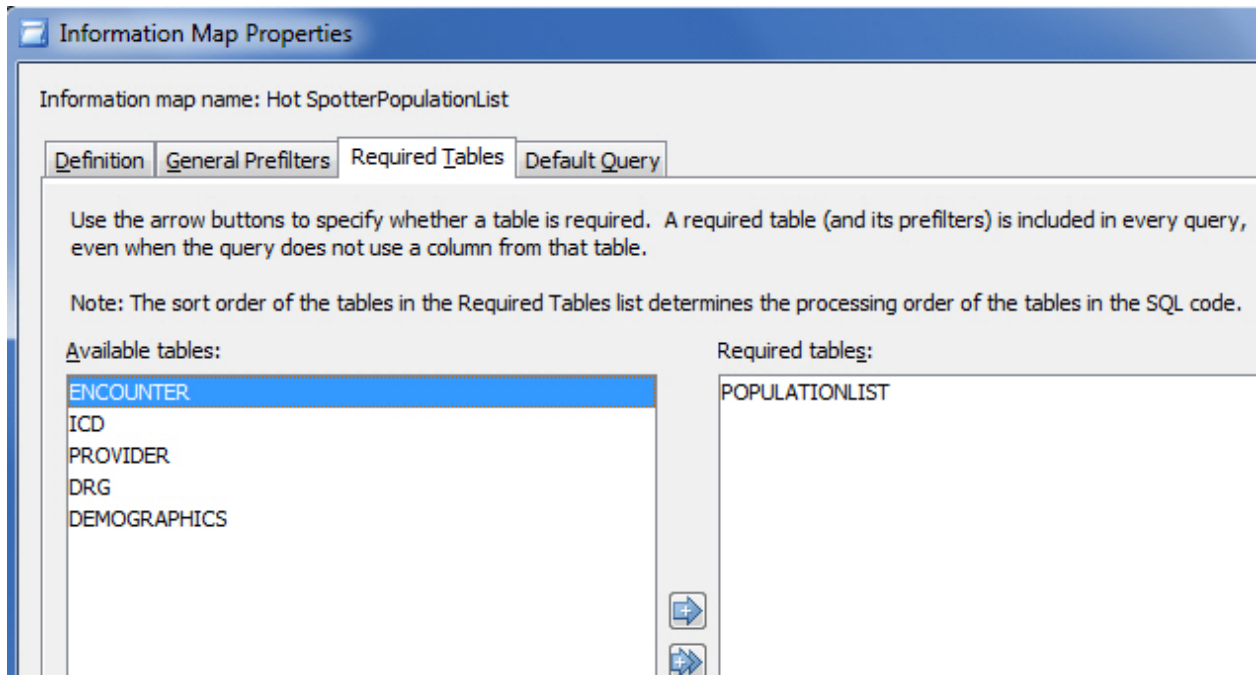 Information Map Properties
Information map name: Hot SpotterPopulationList
Definition General Prefilters Required Tables Default Query
Use the arrow buttons to specify whether a table is required. A required table (and its prefilters) is included in every query,
even when the query does not use a column from that table.
Note: The sort order of the tables in the Required Tables list determines the processing order of the tables in the SQL code.
Available tables:
ENCOUNTER
ICD
PROVIDER
DRG
DEMOGRAPHICS
Required tables:
POPULATIONLIST